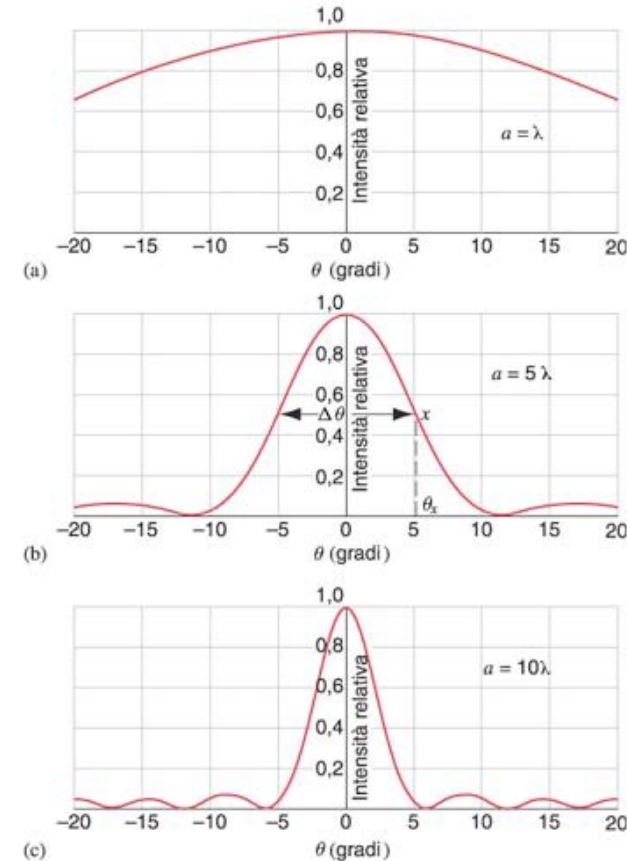 1,0
0,8
0,6
0,4
0,2
Intensità relativa
a = λ
–20 –15 –10 –5 0 5 10 15 20
(a)
θ (gradi)
1,0
0,8
0,6
0,4
0,2
Intensità relativa
a = 5 λ
Δθ
x
θx
–20 –15 –10 –5 0 5 10 15 20
(b)
θ (gradi)
1,0
0,8
0,6
0,4
0,2
Intensità relativa
a = 10λ
–20 –15 –10 –5 0 5 10 15 20
(c)
θ (gradi)